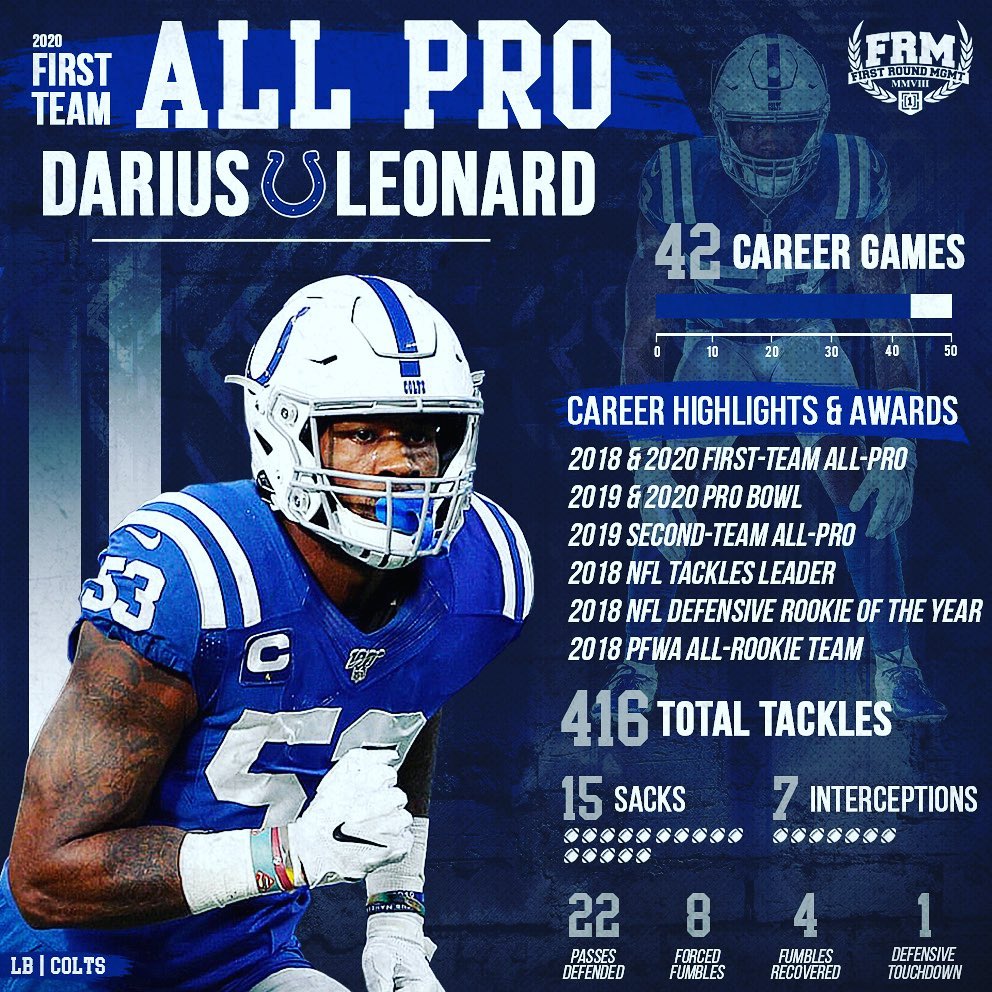 2020
FIRST
TEAM
ALL PRO
DARIUS LEONARD
FRM
FIRST ROUND MGMT
MMVIII
42 CAREER GAMES
0 10 20 30 40 50
CAREER HIGHLIGHTS & AWARDS
2018 & 2020 FIRST-TEAM ALL-PRO
2019 & 2020 PRO BOWL
2019 SECOND-TEAM ALL-PRO
2018 NFL TACKLES LEADER
2018 NFL DEFENSIVE ROOKIE OF THE YEAR
2018 PFWA ALL-ROOKIE TEAM
416 TOTAL TACKLES
15 SACKS
7 INTERCEPTIONS
22
PASSES
DEFENDED
8
FORCED
FUMBLES
4
FUMBLES
RECOVERED
1
DEFENSIVE
TOUCHDOWN
COLTS
53
C
100
53
LB | COLTS